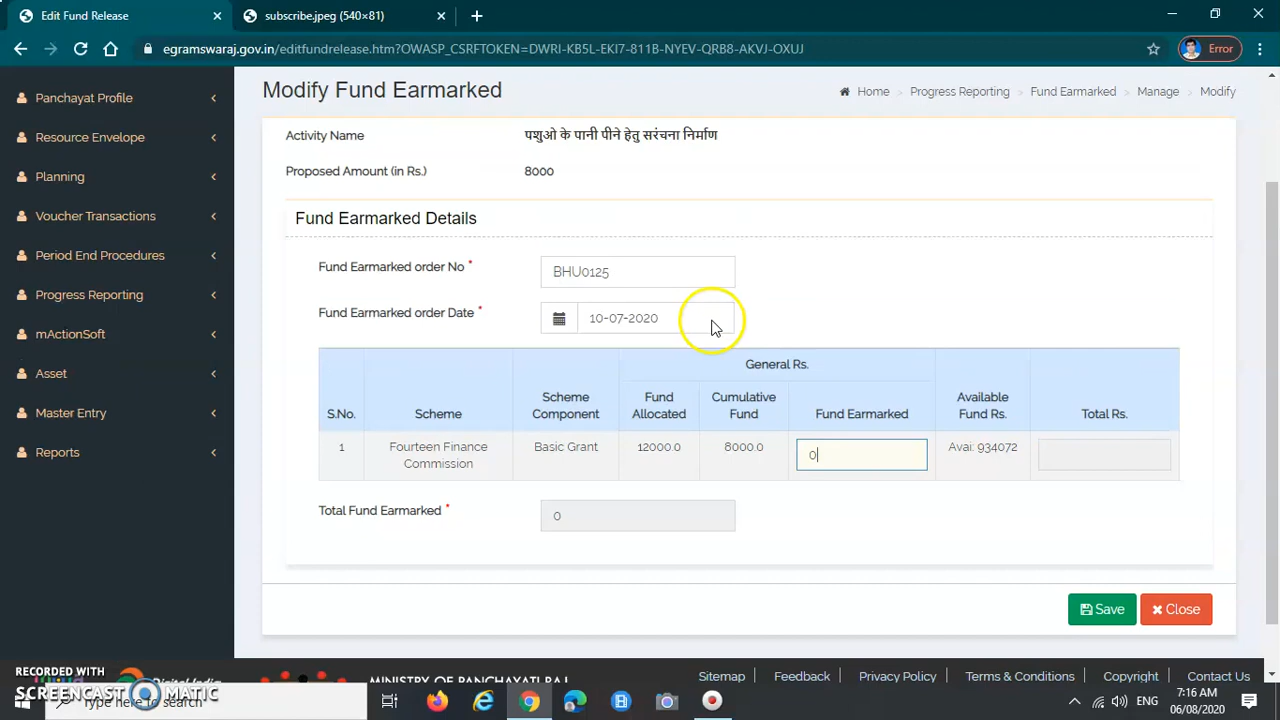 Edit Fund Release
subscribe.jpeg (540×81)
egramswaraj.gov.in/editfundrelease.htm?OWASP_CSRFTOKEN=DWRI-KB5L-EKI7-811B-NYEV-QRB8-AKVJ-OXUJ
Error
Panchayat Profile
Resource Envelope
Planning
Voucher Transactions
Period End Procedures
Progress Reporting
mActionSoft
Asset
Master Entry
Reports
Modify Fund Earmarked
Home > Progress Reporting > Fund Earmarked > Manage > Modify
Activity Name पशुओ के पानी पीने हेतु सरंचना निर्माण
Proposed Amount (in Rs.) 8000
Fund Earmarked Details
Fund Earmarked order No * BHU0125
Fund Earmarked order Date * 10-07-2020
General Rs.
S.No. Scheme Scheme Component Fund Allocated Cumulative Fund Fund Earmarked Available Fund Rs. Total Rs.
1 Fourteen Finance Commission Basic Grant 12000.0 8000.0 0 Avai: 934072
Total Fund Earmarked * 0
Save Close
MINISTRY OF PANCHAYATI RAJ
Sitemap Feedback Privacy Policy Terms & Conditions Copyright Contact Us
RECORDED WITH
SCREENCAST MATIC
Digital India
Type here to search
ENG
7:16 AM
06/08/2020